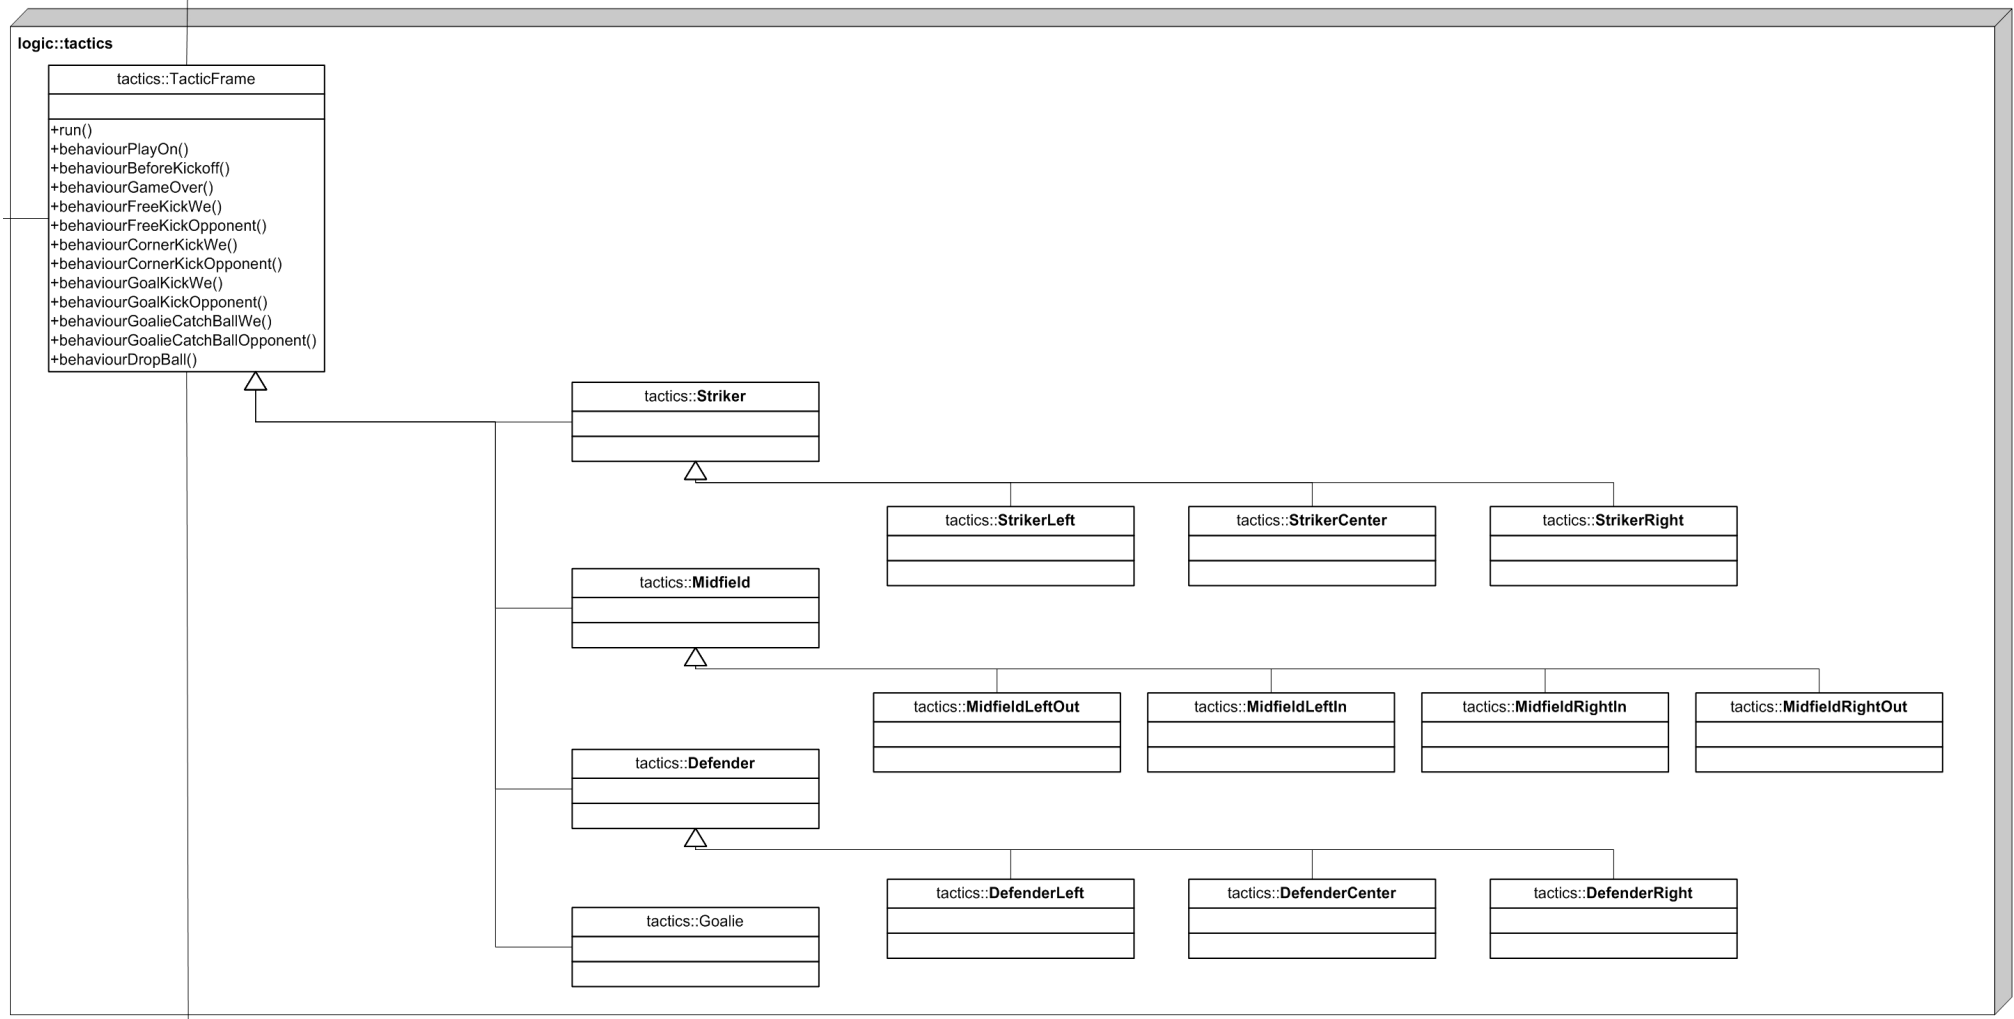 logic::tactics
tactics::TacticFrame
+run()
+behaviourPlayOn()
+behaviourBeforeKickoff()
+behaviourGameOver()
+behaviourFreeKickWe()
+behaviourFreeKickOpponent()
+behaviourCornerKickWe()
+behaviourCornerKickOpponent()
+behaviourGoalKickWe()
+behaviourGoalKickOpponent()
+behaviourGoalieCatchBallWe()
+behaviourGoalieCatchBallOpponent()
+behaviourDropBall()
tactics::Striker
tactics::StrikerLeft
tactics::StrikerCenter
tactics::StrikerRight
tactics::Midfield
tactics::MidfieldLeftOut
tactics::MidfieldLeftIn
tactics::MidfieldRightIn
tactics::MidfieldRightOut
tactics::Defender
tactics::DefenderLeft
tactics::DefenderCenter
tactics::DefenderRight
tactics::Goalie